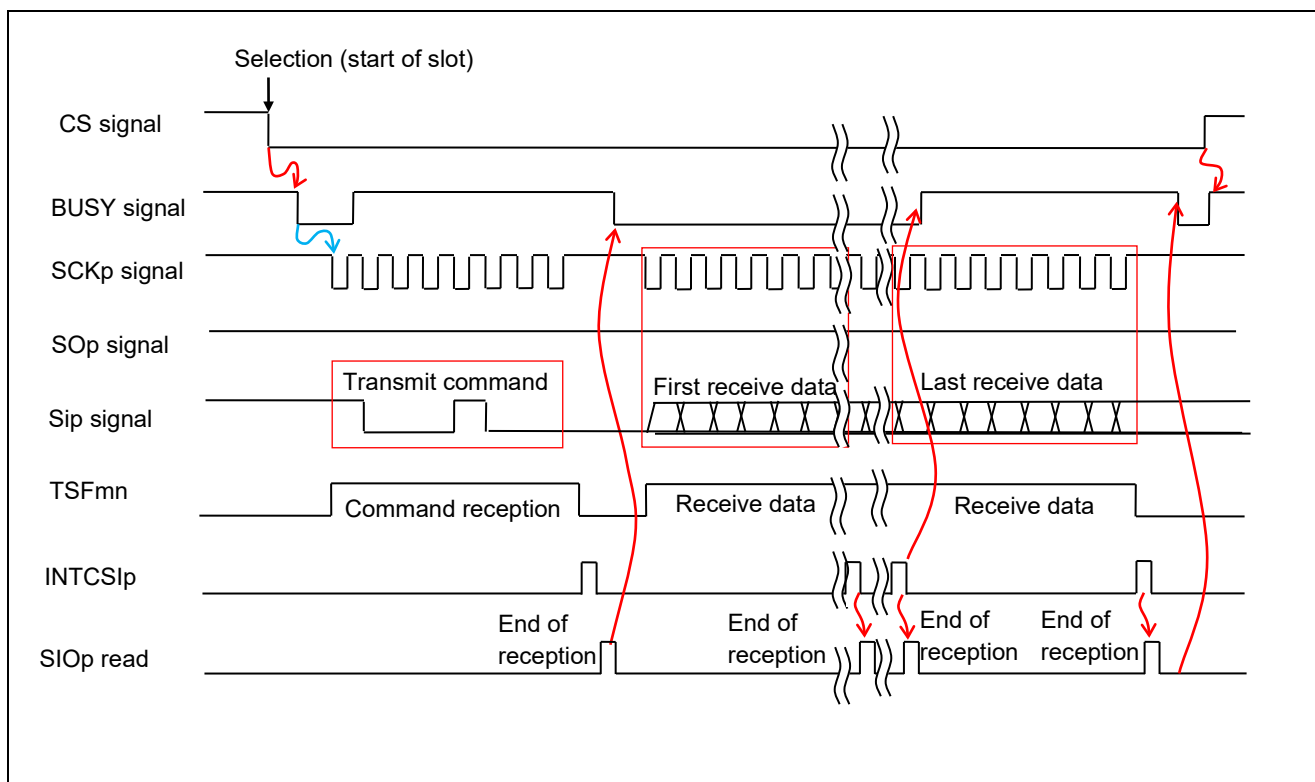 Selection (start of slot)
CS signal
BUSY signal
SCKp signal
SOp signal
Transmit command
First receive data
Last receive data
Sip signal
TSFmn
Command reception
Receive data
Receive data
INTCSIp
End of
reception
End of
reception
End of
reception
End of
reception
SIOp read